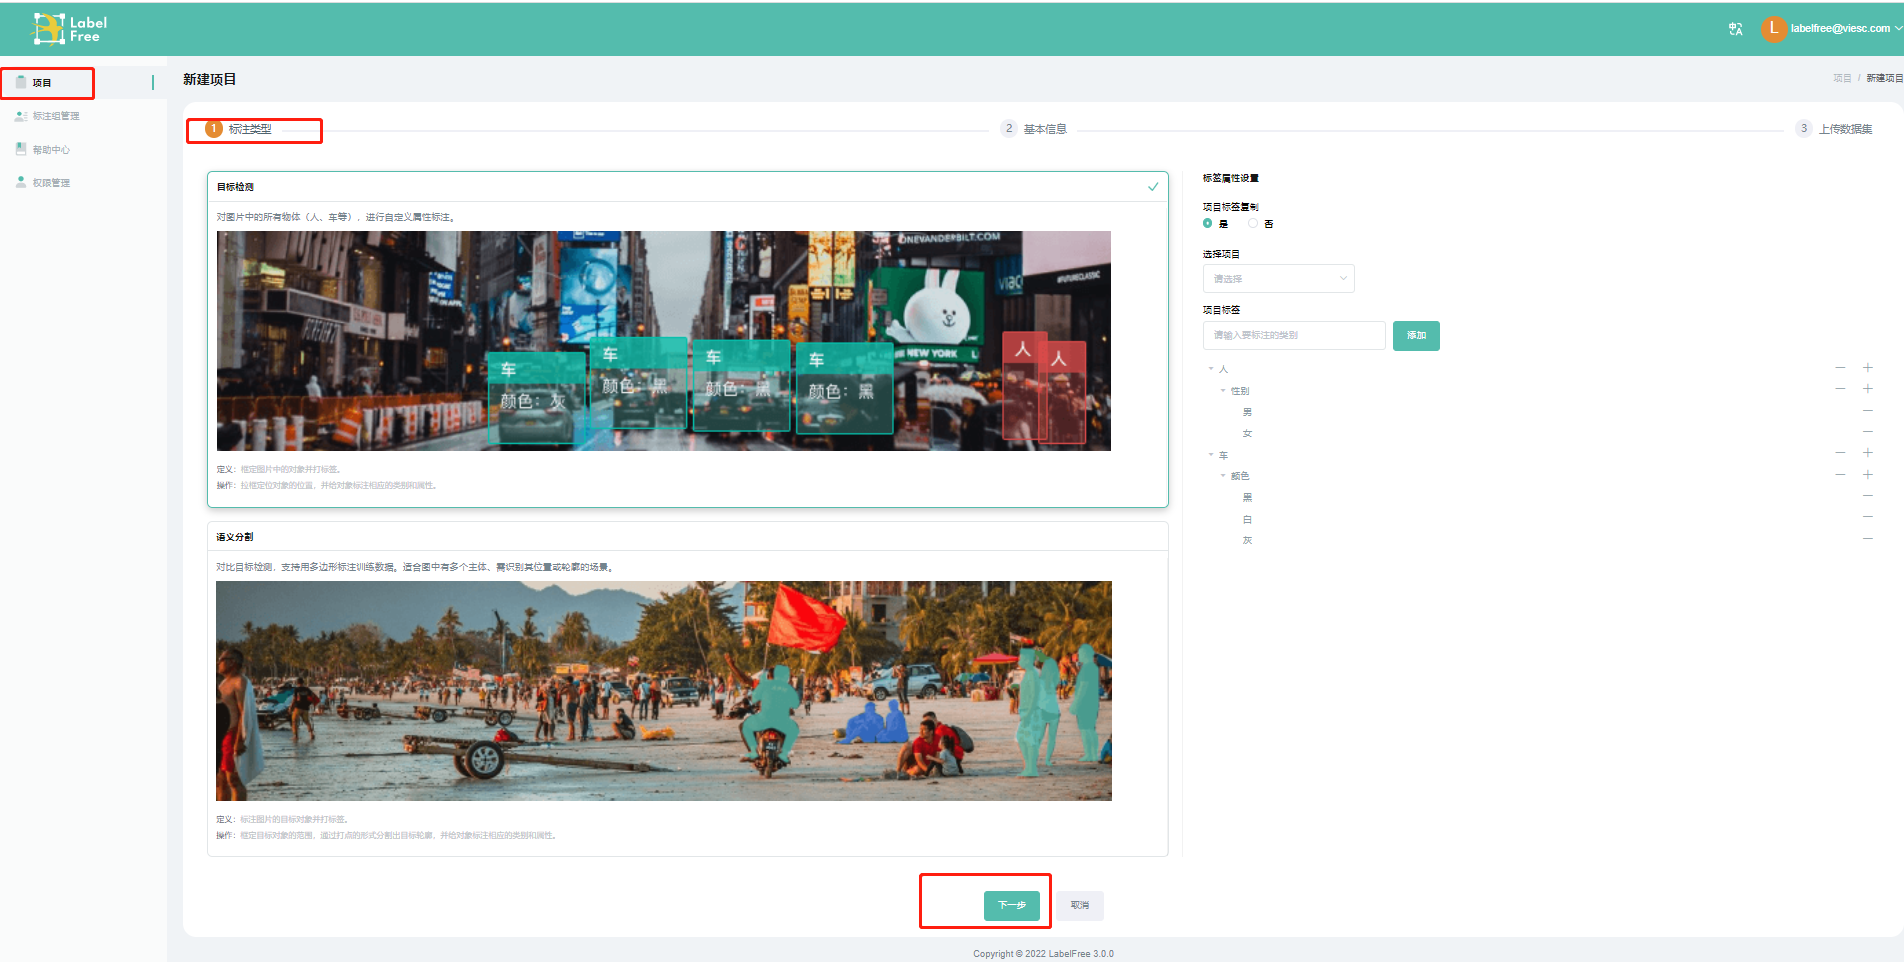 Label
Free
labelfree@viesc.com
项目
标注组管理
帮助中心
权限管理
新建项目
项目 / 新建项目
1 标注类型
2 基本信息
3 上传数据集
目标检测
对图片中的所有物体（人、车等），进行自定义属性标注。
ONEVANDERBILT.COM
NEW YORK
车
颜色：灰
车
颜色：黑
车
颜色：黑
车
颜色：黑
人
人
定义：框定图片中的对象并打标签。
操作：拉框定位对象的位置，并给对象标注相应的类别和属性。
语义分割
对比目标检测，支持用多边形标注训练数据。适合图中有多个主体、需识别其位置或轮廓的场景。
定义：标注图片的目标对象并打标签。
操作：框定目标对象的范围，通过打点的形式分割出目标轮廓，并给对象标注相应的类别和属性。
标签属性设置
项目标签复制
是 否
选择项目
请选择
项目标签
请输入要标注的类别 添加
人
性别
男
女
车
颜色
黑
白
灰
下一步 取消
Copyright © 2022 LabelFree 3.0.0